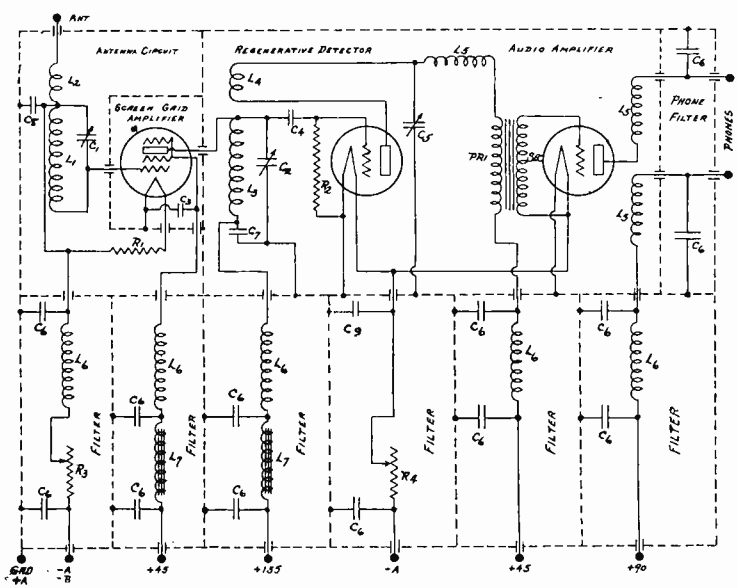 ANT
ANTENNA CIRCUIT
REGENERATIVE DETECTOR
AUDIO AMPLIFIER
C6
L2
L4
L5
SCREEN GRID
AMPLIFIER
PHONE
FILTER
PHONES
C8
C1
L1
C4
C5
L5
C2
R2
L3
PRI
SEC
C3
C7
L5
C6
R1
C6
C9
C6
C6
L6
L6
L6
L6
L6
C6
C6
C6
C6
FILTER
FILTER
FILTER
FILTER
FILTER
FILTER
R3
L7
L7
R4
C6
C6
C6
C6
GRD
+A
-A
-B
+45
+135
-A
+45
+90